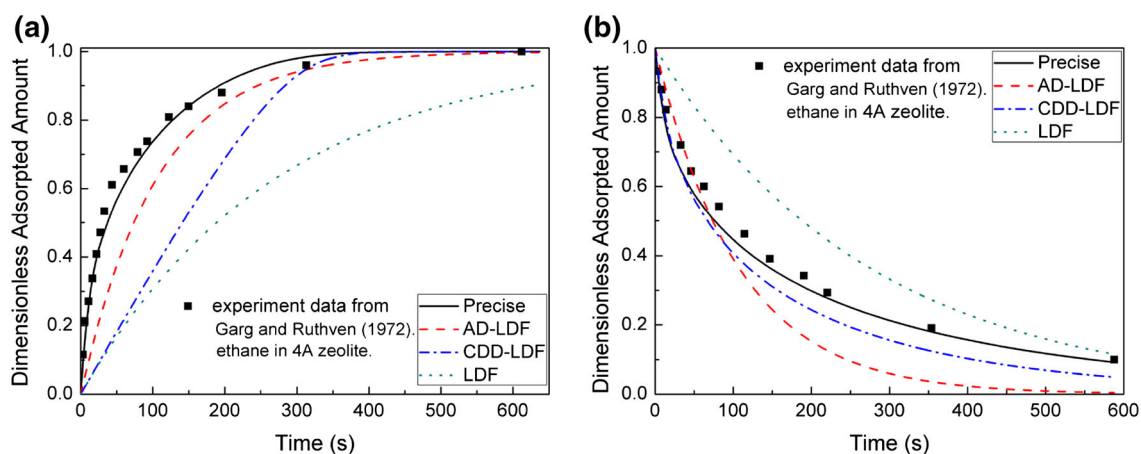 (a)
Dimensionless Adsorpted Amount
1.0
0.8
0.6
0.4
0.2
0.0
experiment data from
Garg and Ruthven (1972).
ethane in 4A zeolite.
Precise
AD-LDF
CDD-LDF
LDF
0
100
200
300
400
500
600
Time (s)
(b)
Dimensionless Adsorpted Amount
1.0
0.8
0.6
0.4
0.2
0.0
experiment data from
Garg and Ruthven (1972).
ethane in 4A zeolite.
Precise
AD-LDF
CDD-LDF
LDF
0
100
200
300
400
500
600
Time (s)